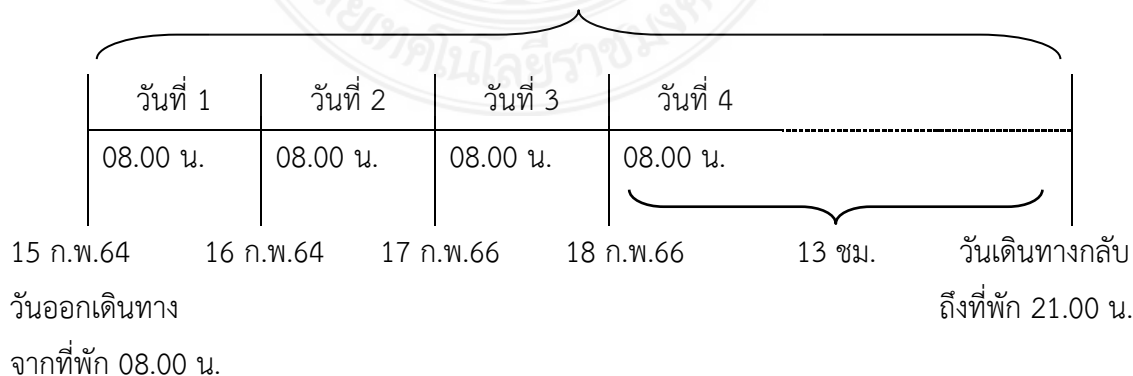 วันที่ 1 วันที่ 2 วันที่ 3 วันที่ 4
08.00 น. 08.00 น. 08.00 น. 08.00 น.
15 ก.พ.64 16 ก.พ.64 17 ก.พ.66 18 ก.พ.66 13 ชม. วันเดินทางกลับ
วันออกเดินทาง ถึงที่พัก 21.00 น.
จากที่พัก 08.00 น.